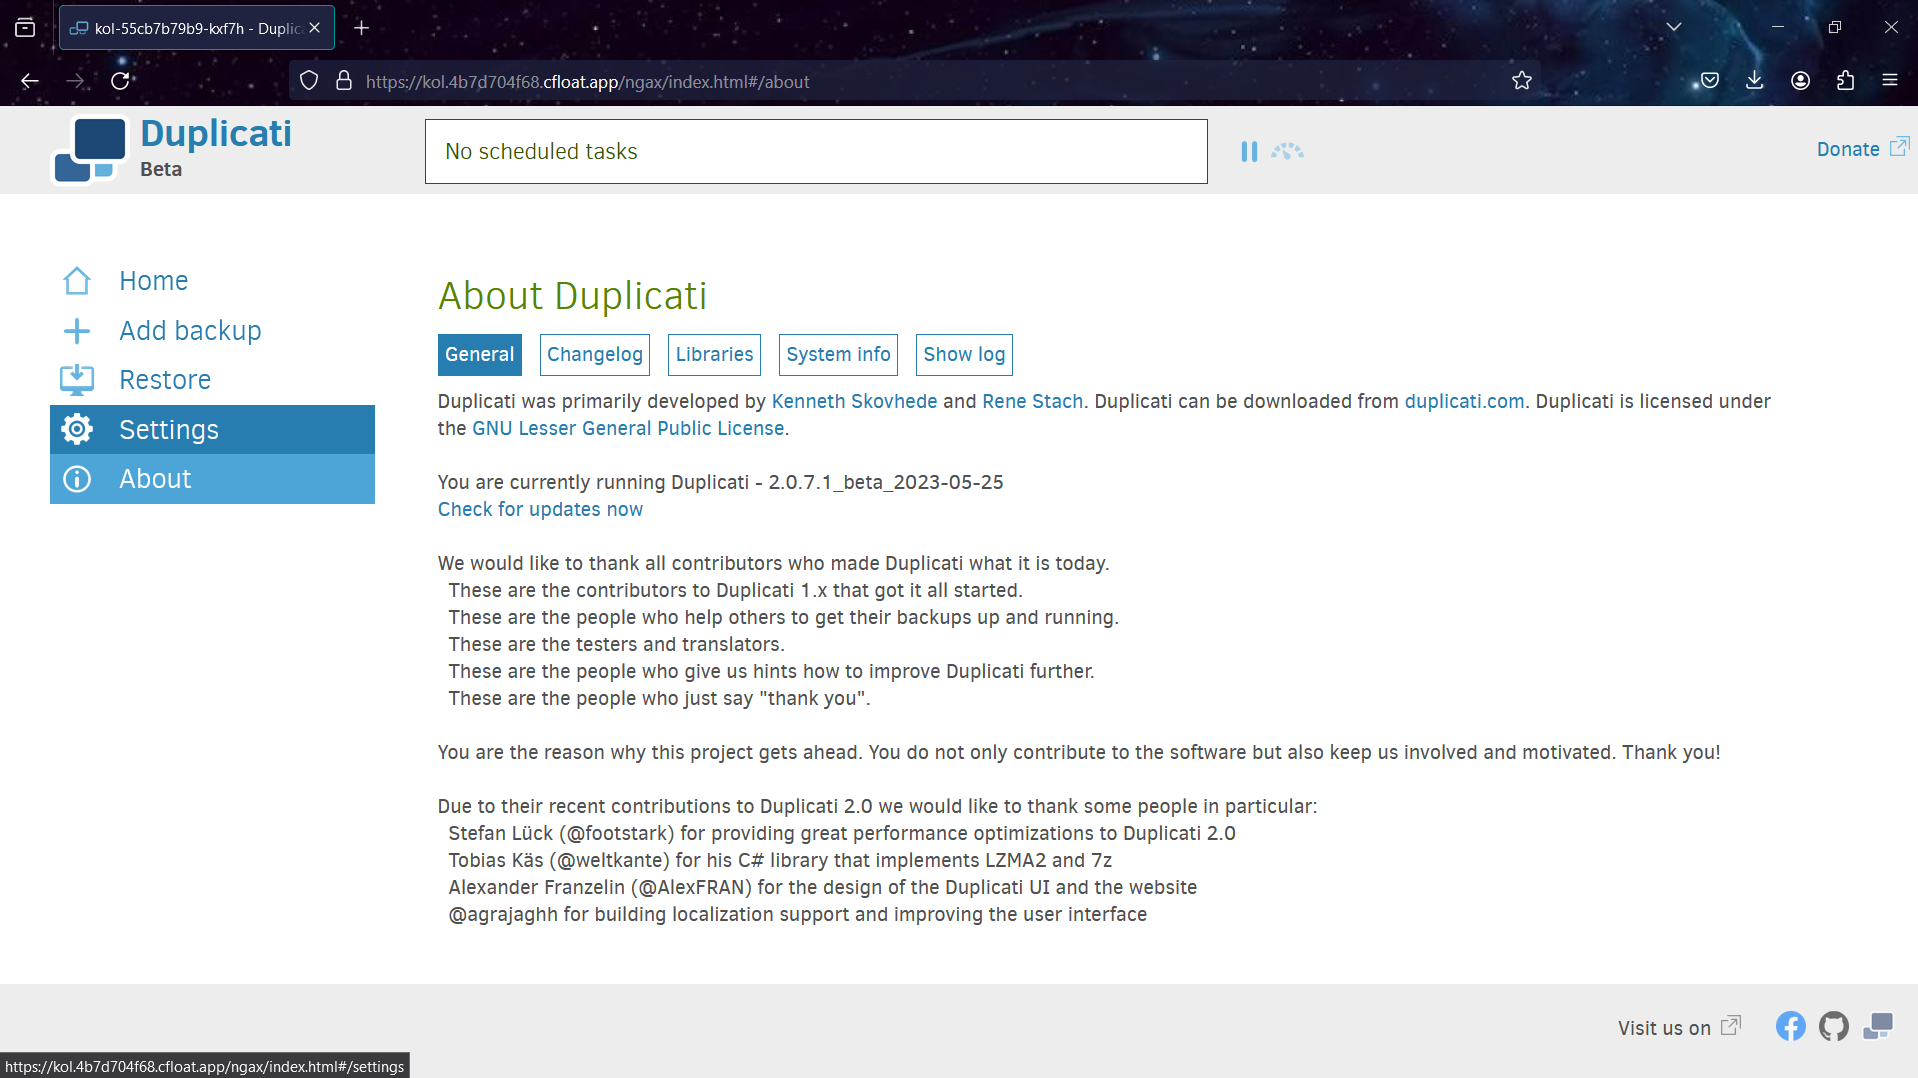 kol-55cb7b79b9-kxf7h - Duplic
https://kol.4b7d704f68.cfloat.app/ngax/index.html#/about
Duplicati
Beta
No scheduled tasks
Donate
Home
Add backup
Restore
Settings
About
About Duplicati
General Changelog Libraries System info Show log
Duplicati was primarily developed by Kenneth Skovhede and Rene Stach. Duplicati can be downloaded from duplicati.com. Duplicati is licensed under
the GNU Lesser General Public License.
You are currently running Duplicati - 2.0.7.1_beta_2023-05-25
Check for updates now
We would like to thank all contributors who made Duplicati what it is today.
These are the contributors to Duplicati 1.x that got it all started.
These are the people who help others to get their backups up and running.
These are the testers and translators.
These are the people who give us hints how to improve Duplicati further.
These are the people who just say "thank you".
You are the reason why this project gets ahead. You do not only contribute to the software but also keep us involved and motivated. Thank you!
Due to their recent contributions to Duplicati 2.0 we would like to thank some people in particular:
Stefan Lück (@footstark) for providing great performance optimizations to Duplicati 2.0
Tobias Käs (@weltkante) for his C# library that implements LZMA2 and 7z
Alexander Franzelin (@AlexFRAN) for the design of the Duplicati UI and the website
@agrajaghh for building localization support and improving the user interface
Visit us on
https://kol.4b7d704f68.cfloat.app/ngax/index.html#/settings